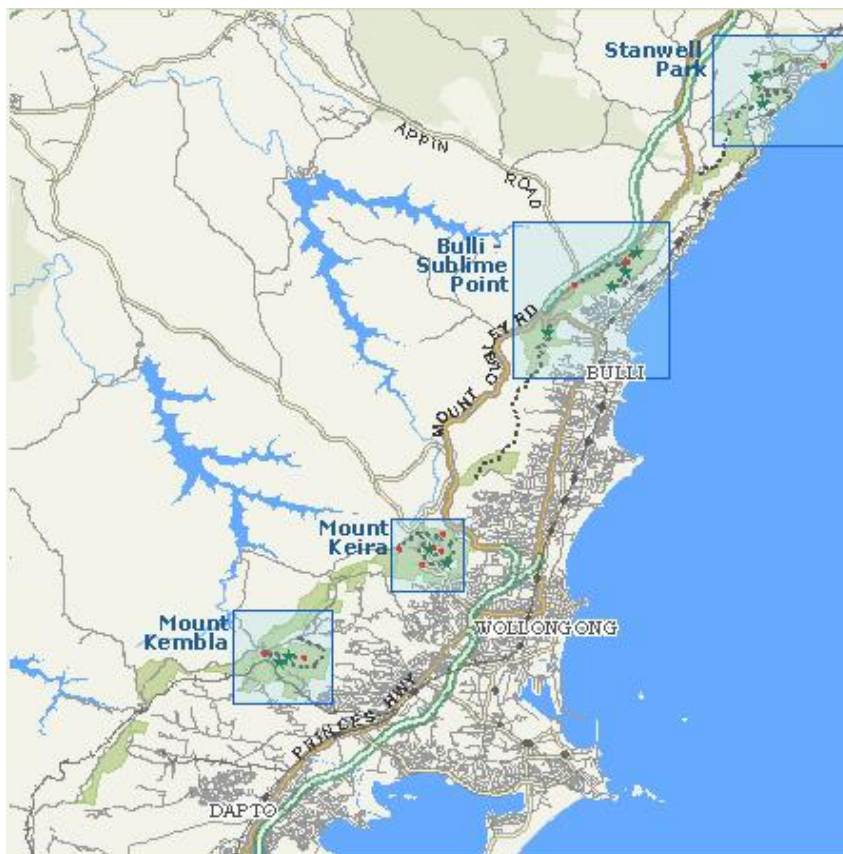 Stanwell
Park
APPIN
ROAD
Bulli -
Sublime
Point
MOUNT OUSLEY RD
BULLI
Mount
Keira
Mount
Kembla
WOLLONGONG
PRINCES HWY
DAPTO